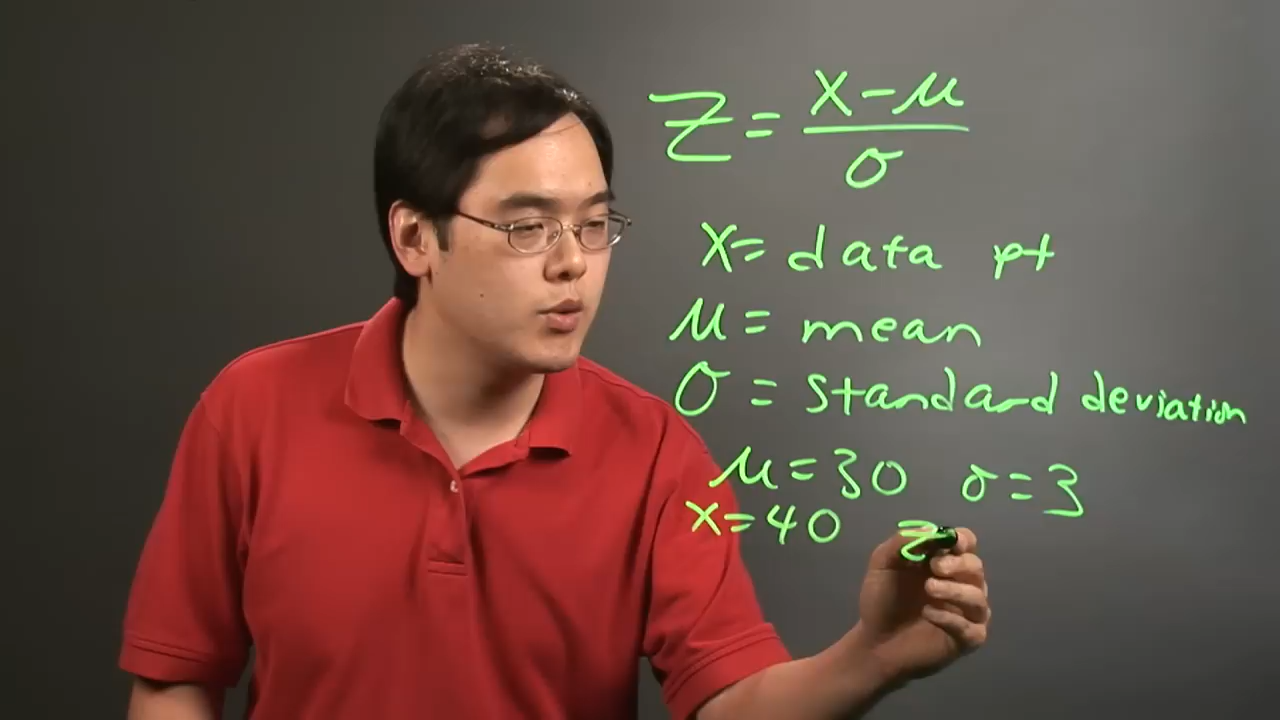 Z = x - μ / σ
x = data pt
μ = mean
σ = standard deviation
μ = 30 σ = 3
x = 40 z